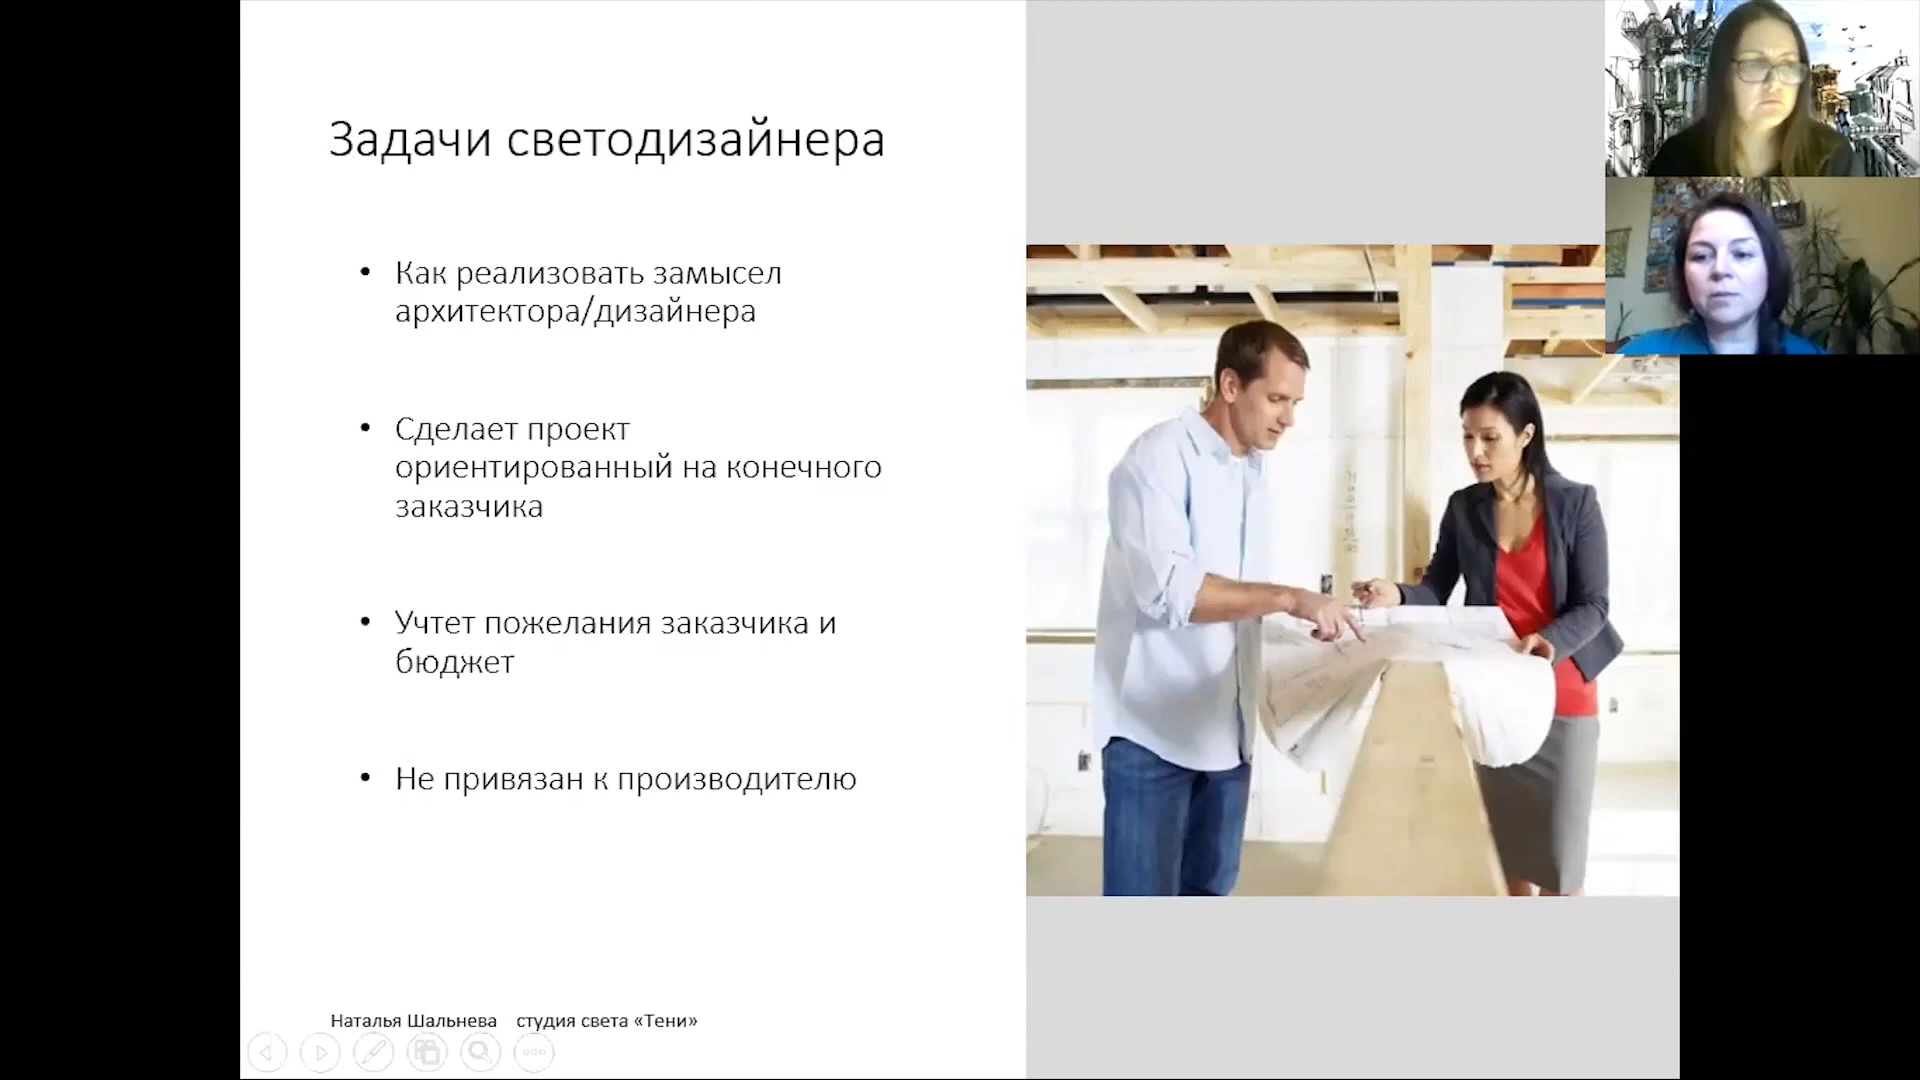 Задачи светодизайнера
• Как реализовать замысел
архитектора/дизайнера
• Сделает проект
ориентированный на конечного
заказчика
• Учтет пожелания заказчика и
бюджет
• Не привязан к производителю
Наталья Шальнева студия света «Тени»